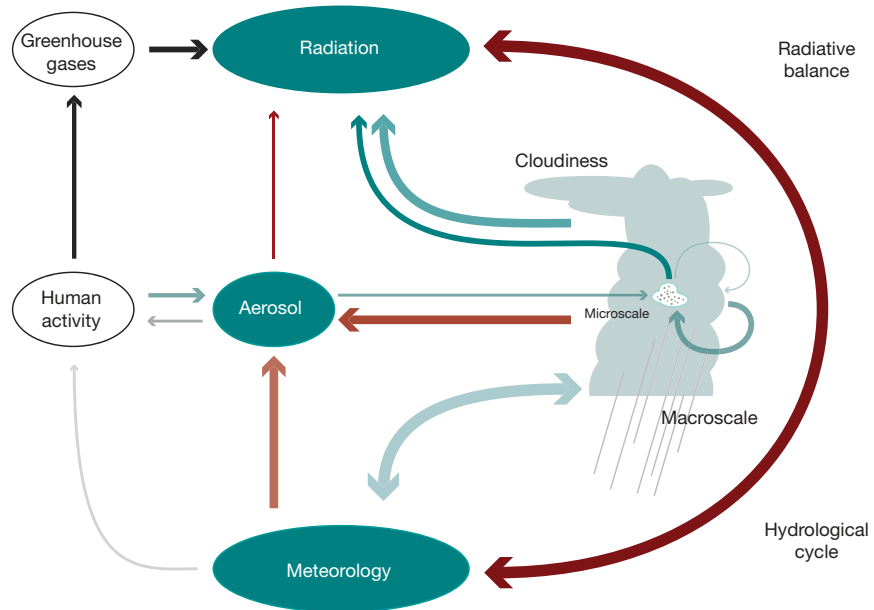 Greenhouse
gases
Radiation
Radiative
balance
Cloudiness
Human
activity
Aerosol
Microscale
Macroscale
Meteorology
Hydrological
cycle